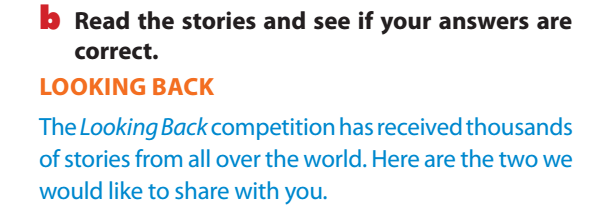 b Read the stories and see if your answers are
correct.
LOOKING BACK
The Looking Back competition has received thousands
of stories from all over the world. Here are the two we
would like to share with you.